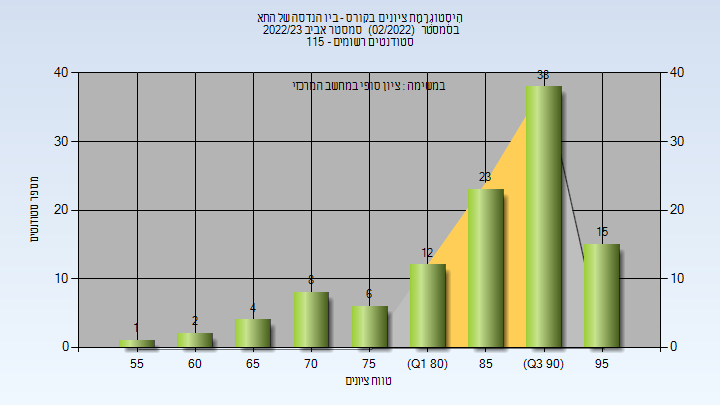 היסטוגרמת ציונים בקורס - ביו הנדסה של התא
בסמסטר (02/2022) סמסטר אביב 2022/23
סטודנטים רשומים - 115
במשימה : ציון סופי במחשב המרכזי
40 40
30 30
20 20
10 10
0 0
מספר סטודנטים
1 2 4 8 6 12 23 38 15
55 60 65 70 75 (Q1 80) 85 (Q3 90) 95
טווח ציונים